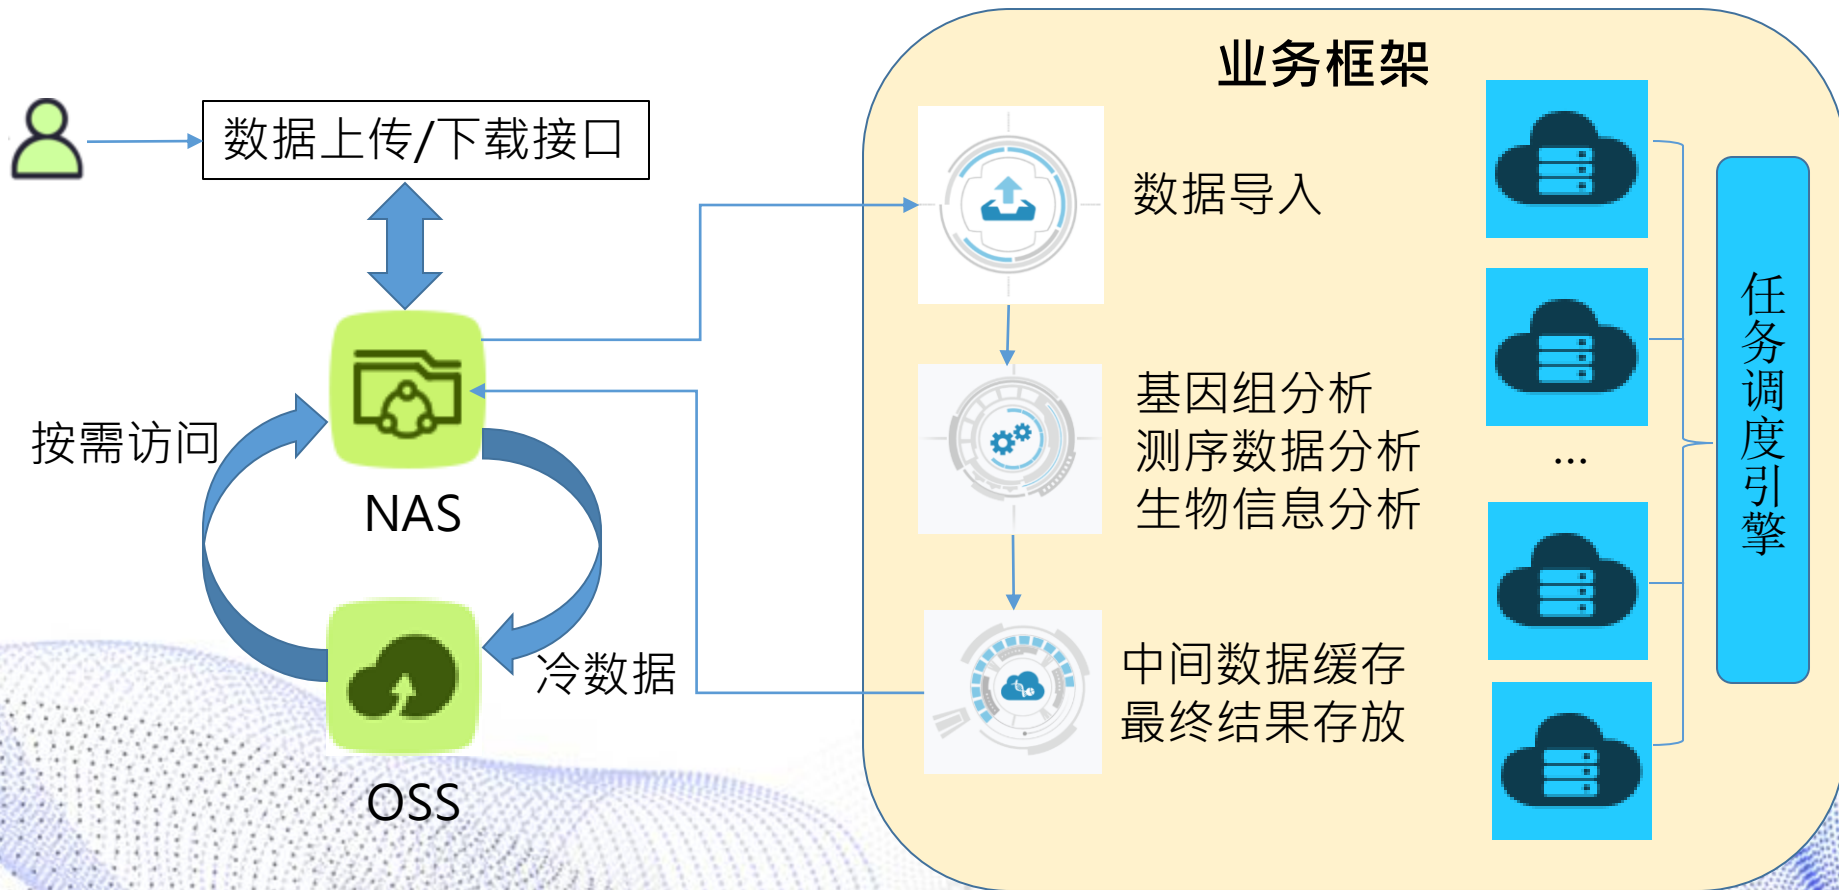 业务框架
数据上传/下载接口
数据导入
按需访问
NAS
冷数据
OSS
基因组分析
测序数据分析
生物信息分析
中间数据缓存
最终结果存放
...
任务调度引擎